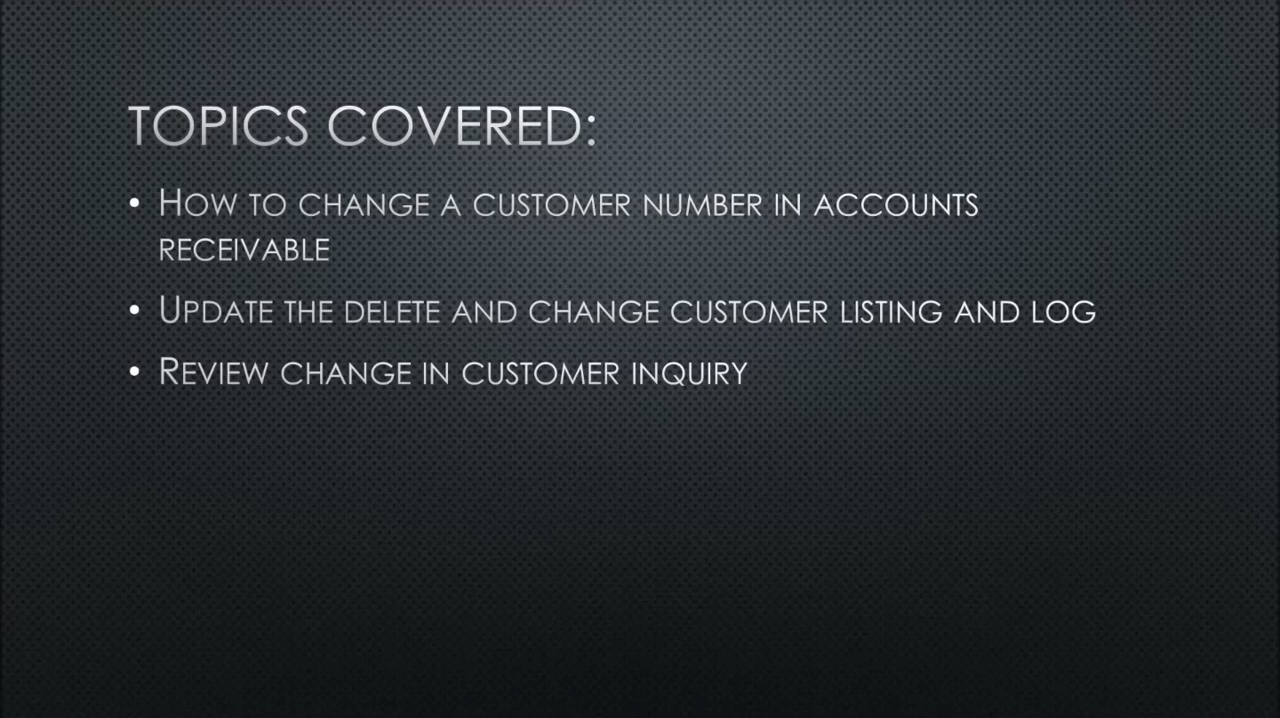 TOPICS COVERED:
• HOW TO CHANGE A CUSTOMER NUMBER IN ACCOUNTS
RECEIVABLE
• UPDATE THE DELETE AND CHANGE CUSTOMER LISTING AND LOG
• REVIEW CHANGE IN CUSTOMER INQUIRY